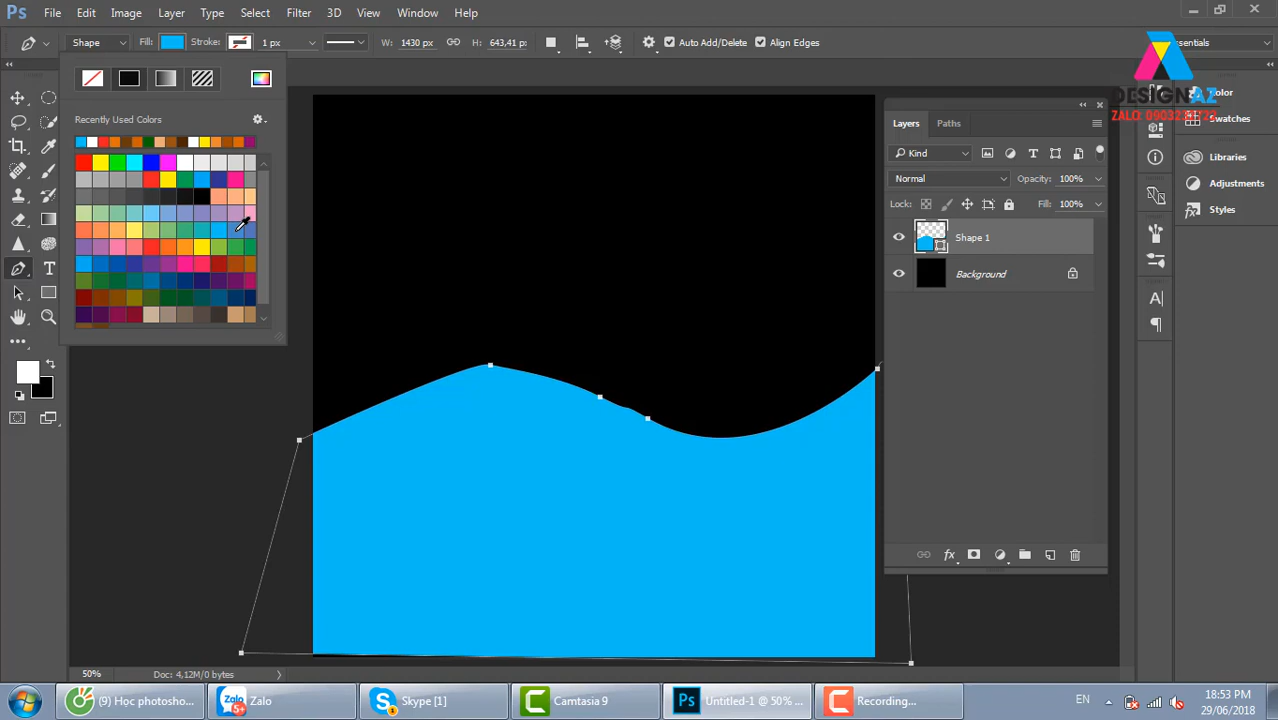 Ps File Edit Image Layer Type Select Filter 3D View Window Help
Shape Fill: Stroke: 1 px W: 1430 px H: 643,41 px Auto Add/Delete Align Edges ssentials
DESIGNAZ
ZALO:
Recently Used Colors
Layers Paths
Kind
Normal Opacity: 100%
Lock: Fill: 100%
Shape 1
Background
Color
Swatches
Libraries
Adjustments
Styles
50% Doc: 4,12M/0 bytes
(-) Học photosho... Zalo Skype [1] Camtasia 9 Untitled-1 @ 50% ... Recording... EN 18:53 PM
29/06/2018